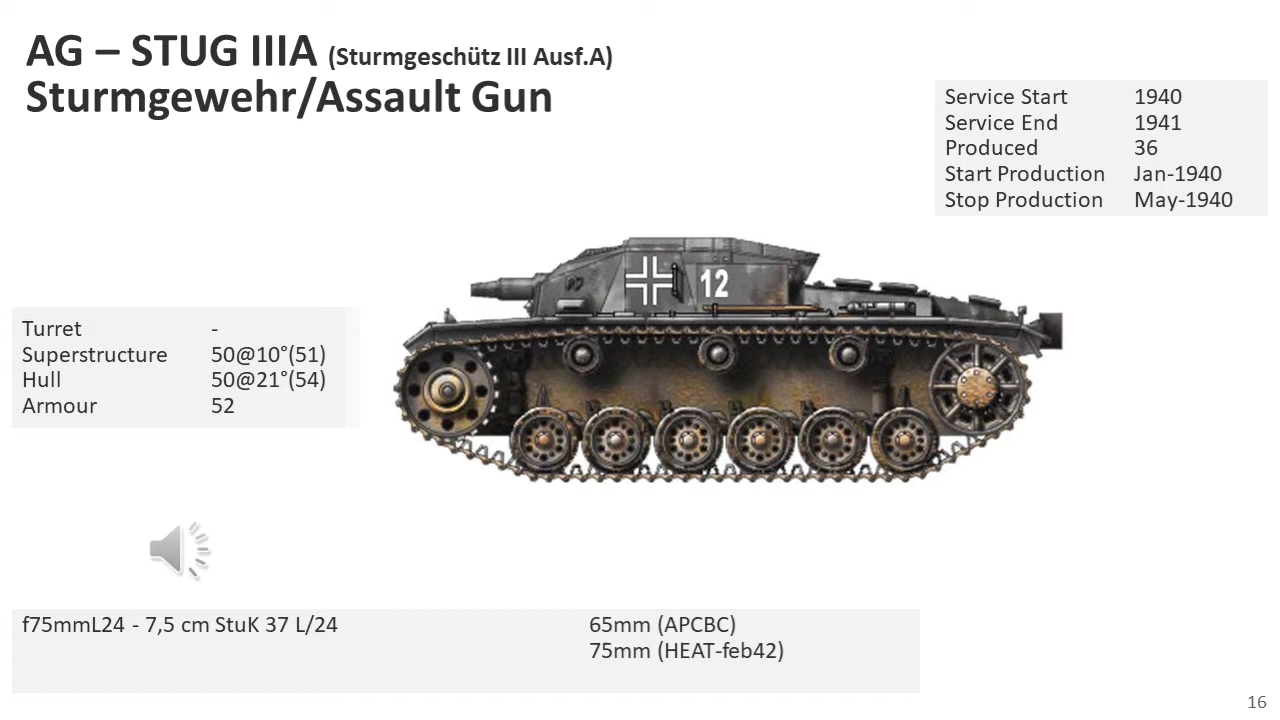 AG – STUG IIIA (Sturmgeschütz III Ausf.A)
Sturmgewehr/Assault Gun
Service Start 1940
Service End 1941
Produced 36
Start Production Jan-1940
Stop Production May-1940
12
Turret -
Superstructure 50@10°(51)
Hull 50@21°(54)
Armour 52
f75mmL24 - 7,5 cm StuK 37 L/24 65mm (APCBC)
75mm (HEAT-feb42)
16